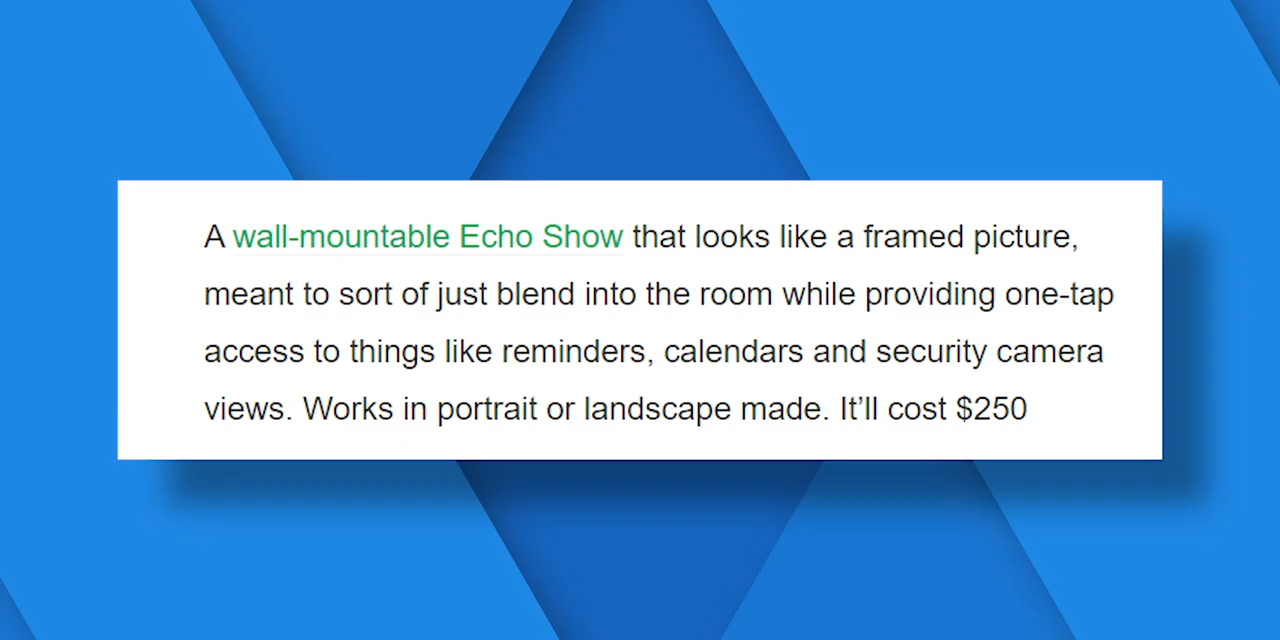 A wall-mountable Echo Show that looks like a framed picture,
meant to sort of just blend into the room while providing one-tap
access to things like reminders, calendars and security camera
views. Works in portrait or landscape made. It’ll cost $250